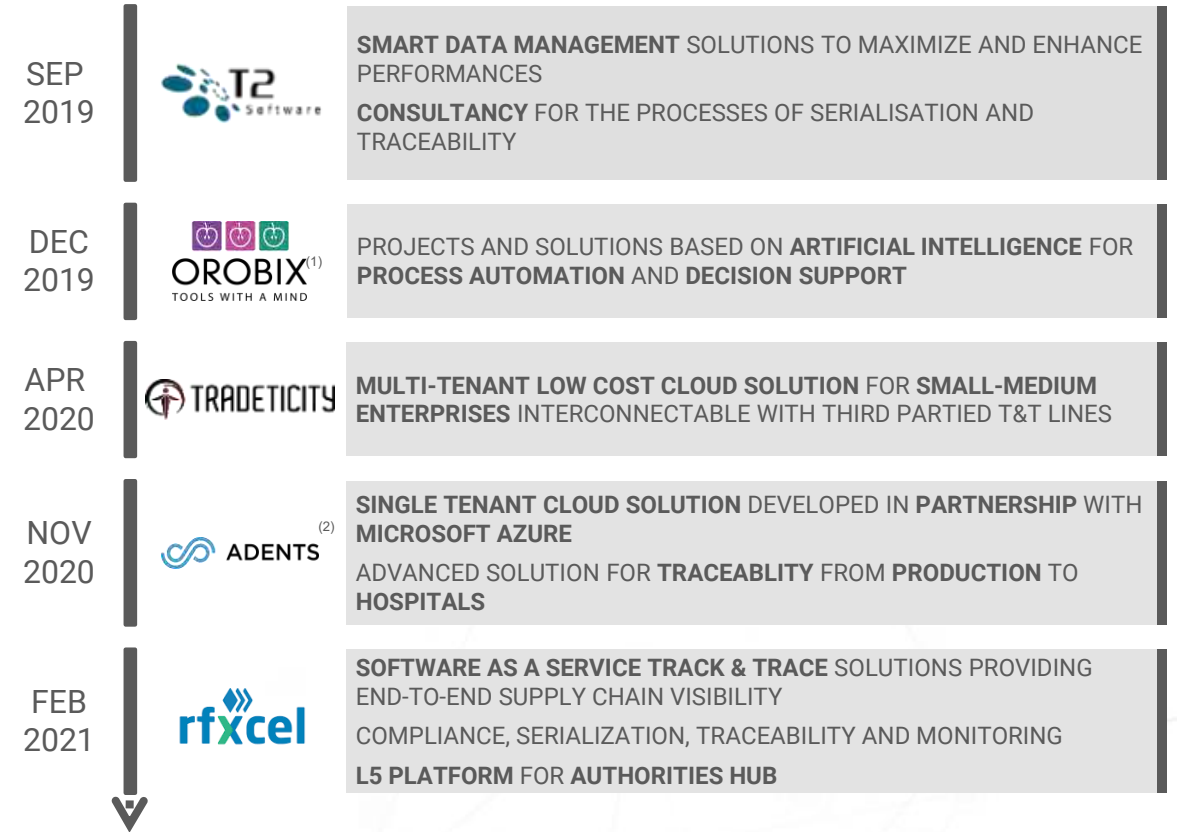 SEP
2019
T2
Software
SMART DATA MANAGEMENT SOLUTIONS TO MAXIMIZE AND ENHANCE
PERFORMANCES
CONSULTANCY FOR THE PROCESSES OF SERIALISATION AND
TRACEABILITY
DEC
2019
OROBIX(1)
TOOLS WITH A MIND
PROJECTS AND SOLUTIONS BASED ON ARTIFICIAL INTELLIGENCE FOR
PROCESS AUTOMATION AND DECISION SUPPORT
APR
2020
TRADETICITY
MULTI-TENANT LOW COST CLOUD SOLUTION FOR SMALL-MEDIUM
ENTERPRISES INTERCONNECTABLE WITH THIRD PARTIED T&T LINES
NOV
2020
ADENTS (2)
SINGLE TENANT CLOUD SOLUTION DEVELOPED IN PARTNERSHIP WITH
MICROSOFT AZURE
ADVANCED SOLUTION FOR TRACEABLITY FROM PRODUCTION TO
HOSPITALS
FEB
2021
rfxcel
SOFTWARE AS A SERVICE TRACK & TRACE SOLUTIONS PROVIDING
END-TO-END SUPPLY CHAIN VISIBILITY
COMPLIANCE, SERIALIZATION, TRACEABILITY AND MONITORING
L5 PLATFORM FOR AUTHORITIES HUB